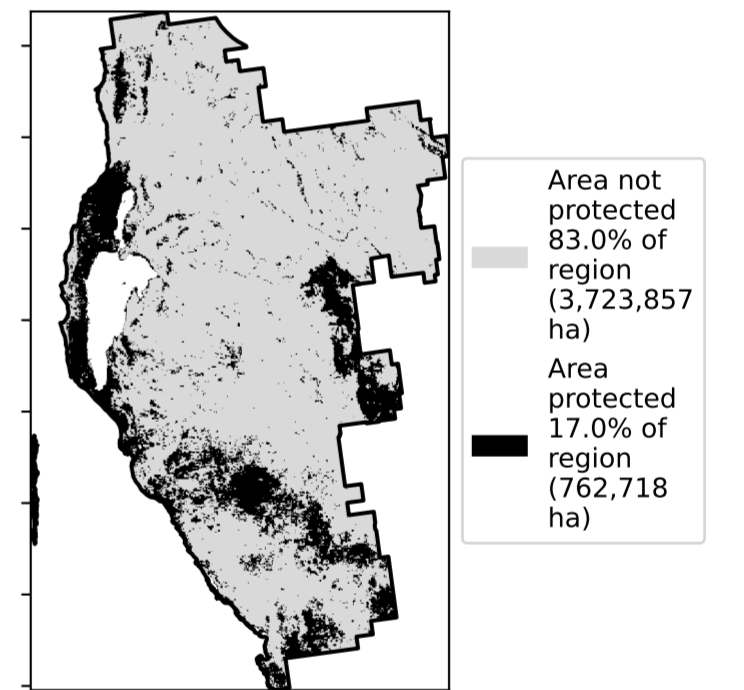 Area not
protected
83.0% of
region
(3,723,857
ha)
Area
protected
17.0% of
region
(762,718
ha)